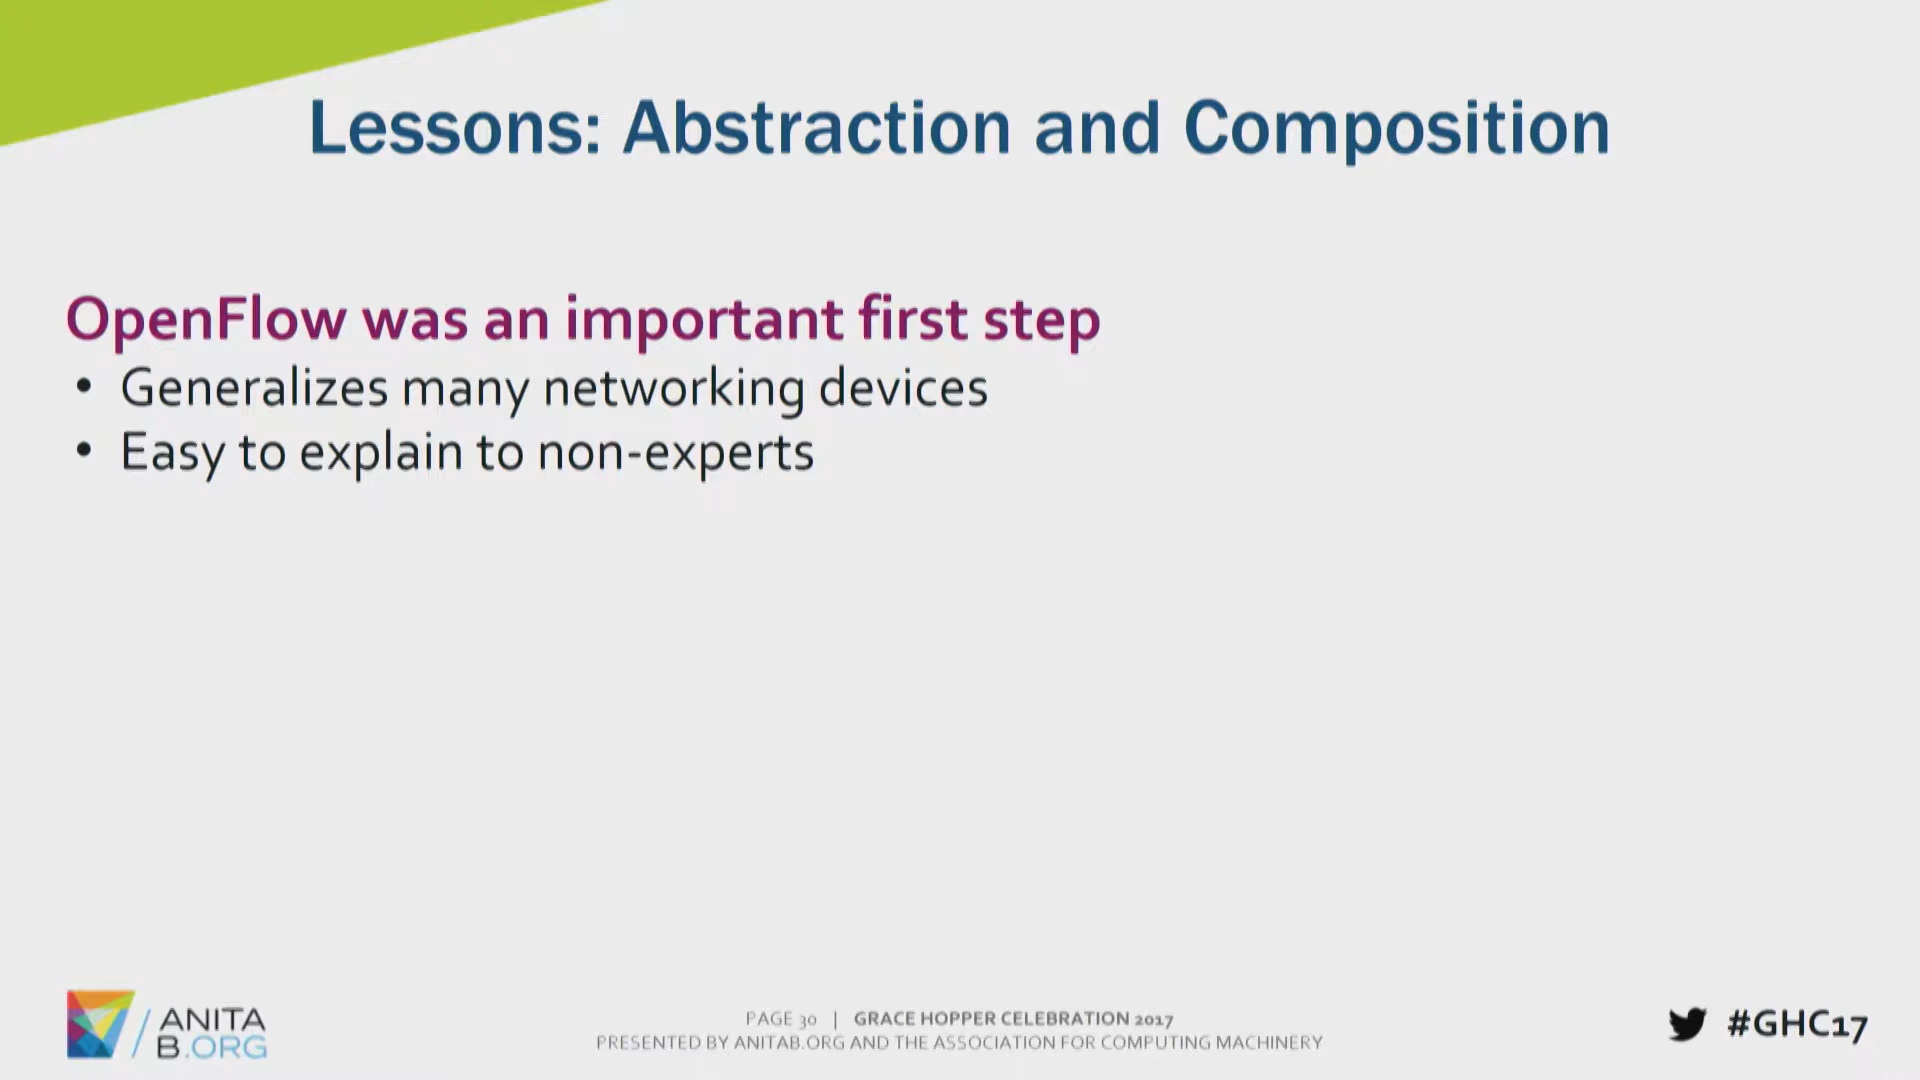 Lessons: Abstraction and Composition
OpenFlow was an important first step
• Generalizes many networking devices
• Easy to explain to non-experts
ANITA
B.ORG
PAGE 30 | GRACE HOPPER CELEBRATION 2017
PRESENTED BY ANITAB.ORG AND THE ASSOCIATION FOR COMPUTING MACHINERY
#GHC17